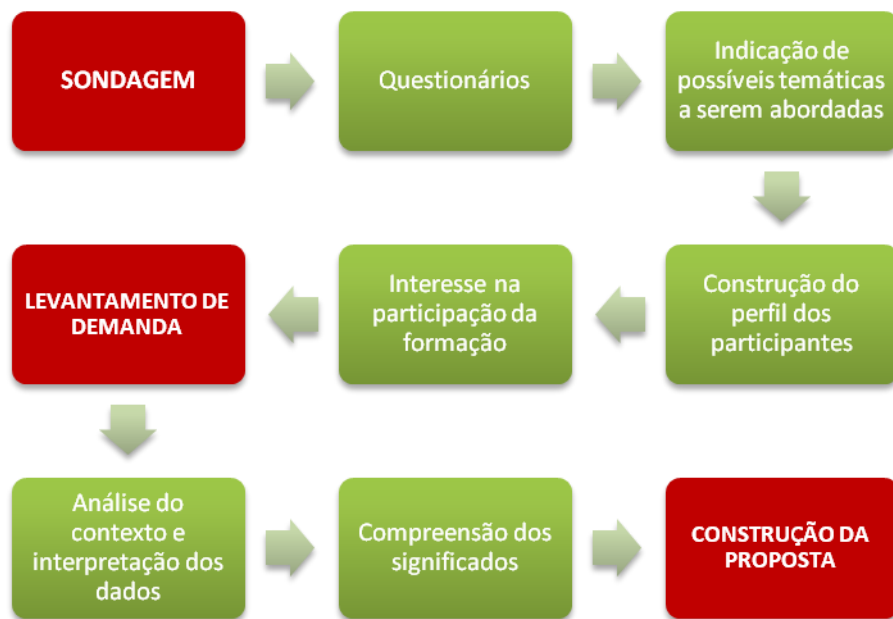 SONDAGEM
Questionários
Indicação de
possíveis temáticas
a serem abordadas
Construção do
perfil dos
participantes
Interesse na
participação da
formação
LEVANTAMENTO DE
DEMANDA
Análise do
contexto e
interpretação dos
dados
Compreensão dos
significados
CONSTRUÇÃO DA
PROPOSTA